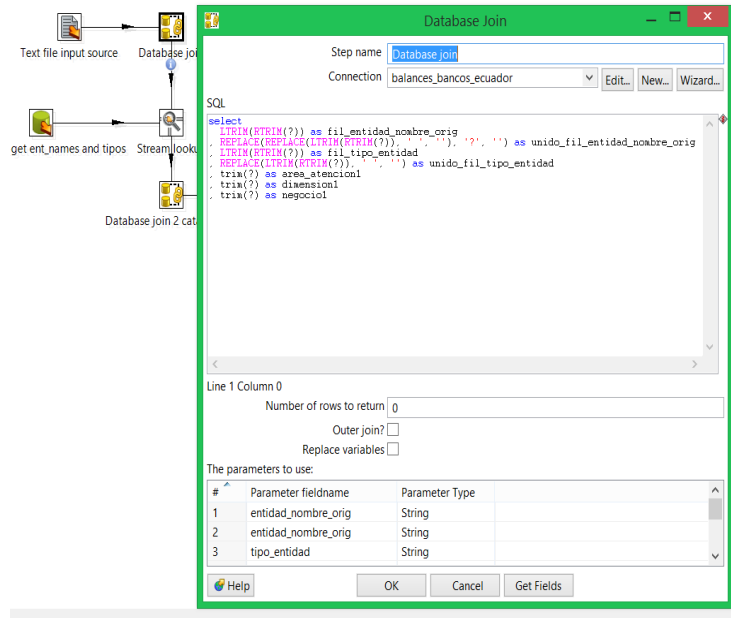 Database Join
Text file input source
Database joi
get ent_names and tipos
Stream looku
Database join 2 cat
Step name Database join
Connection balances_bancos_ecuador Edit... New... Wizard...
SQL
select
LTRIM(RTRIM(?)) as fil_entidad_nombre_orig
, REPLACE(REPLACE(LTRIM(RTRIM(?)), ' ', ''), '?', '') as unido_fil_entidad_nombre_orig
, LTRIM(RTRIM(?)) as fil_tipo_entidad
, REPLACE(LTRIM(RTRIM(?)), ' ', '') as unido_fil_tipo_entidad
, trim(?) as area_atencion1
, trim(?) as dimension1
, trim(?) as negocio1
Line 1 Column 0
Number of rows to return 0
Outer join?
Replace variables
The parameters to use:
# Parameter fieldname Parameter Type
1 entidad_nombre_orig String
2 entidad_nombre_orig String
3 tipo_entidad String
Help OK Cancel Get Fields